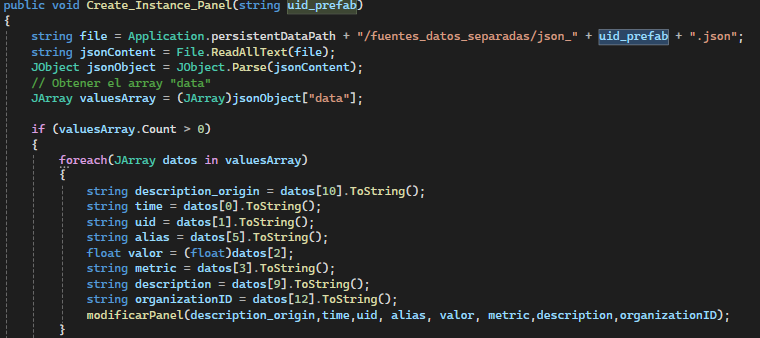 public void Create_Instance_Panel(string uid_prefab)
{
string file = Application.persistentDataPath + "/fuentes_datos_separadas/json_" + uid_prefab + ".json";
string jsonContent = File.ReadAllText(file);
JObject jsonObject = JObject.Parse(jsonContent);
// Obtener el array "data"
JArray valuesArray = (JArray)jsonObject["data"];
if (valuesArray.Count > 0)
{
foreach(JArray datos in valuesArray)
{
string description_origin = datos[10].ToString();
string time = datos[0].ToString();
string uid = datos[1].ToString();
string alias = datos[5].ToString();
float valor = (float)datos[2];
string metric = datos[3].ToString();
string description = datos[9].ToString();
string organizationID = datos[12].ToString();
modificarPanel(description_origin,time,uid, alias, valor, metric,description,organizationID);
}